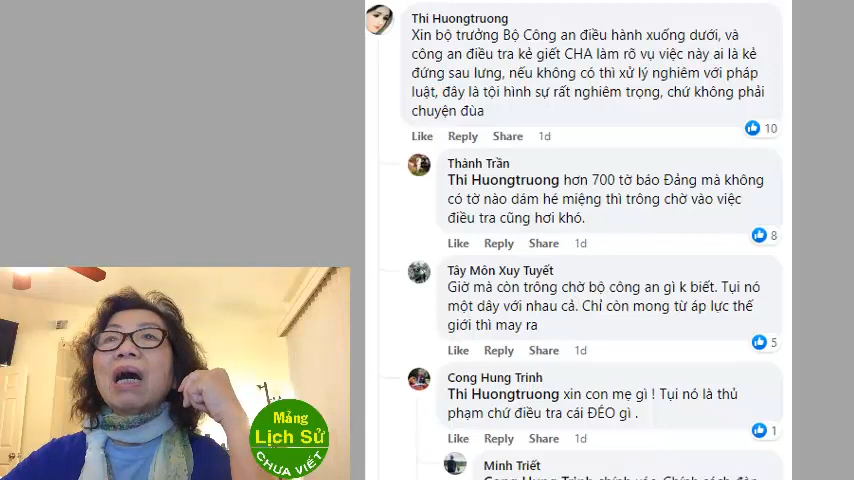 Thi Huongtruong
Xin bộ trưởng Bộ Công an điều hành xuống dưới, và
công an điều tra kẻ giết CHA làm rõ vụ việc này ai là kẻ
đứng sau lưng, nếu không có thì xử lý nghiêm với pháp
luật, đây là tội hình sự rất nghiêm trọng, chứ không phải
chuyện đùa
10
Like Reply Share 1d
Thành Trần
Thi Huongtruong hơn 700 tờ báo Đảng mà không
có tờ nào dám hé miệng thì trông chờ vào việc
điều tra cũng hơi khó.
8
Like Reply Share 1d
Tây Môn Xuy Tuyết
Giờ mà còn trông chờ bộ công an gì k biết. Tụi nó
một dây với nhau cả. Chỉ còn mong từ áp lực thế
giới thì may ra
5
Like Reply Share 1d
Cong Hung Trinh
Thi Huongtruong xin con mẹ gì ! Tụi nó là thủ
phạm chứ điều tra cái ĐÉO gì .
1
Like Reply Share 1d
Minh Triết
Cong Hung Trinh chính xác. Chính sách
Mảng
Lịch Sử
CHƯA VIẾT